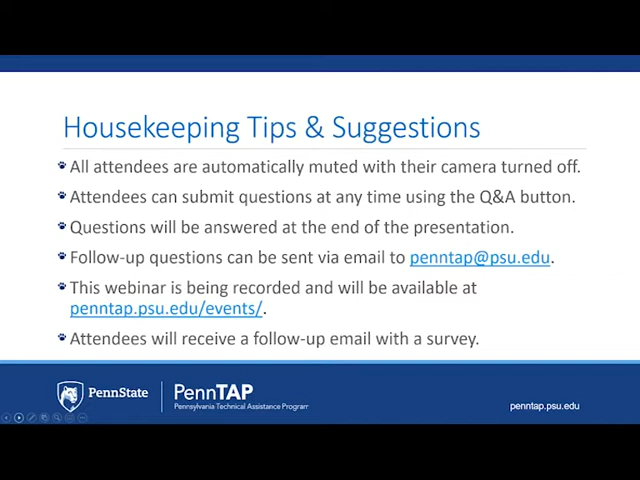 Housekeeping Tips & Suggestions
All attendees are automatically muted with their camera turned off.
Attendees can submit questions at any time using the Q&A button.
Questions will be answered at the end of the presentation.
Follow-up questions can be sent via email to penntap@psu.edu.
This webinar is being recorded and will be available at
penntap.psu.edu/events/.
Attendees will receive a follow-up email with a survey.
PennState
PennTAP
Pennsylvania Technical Assistance Program
penntap.psu.edu